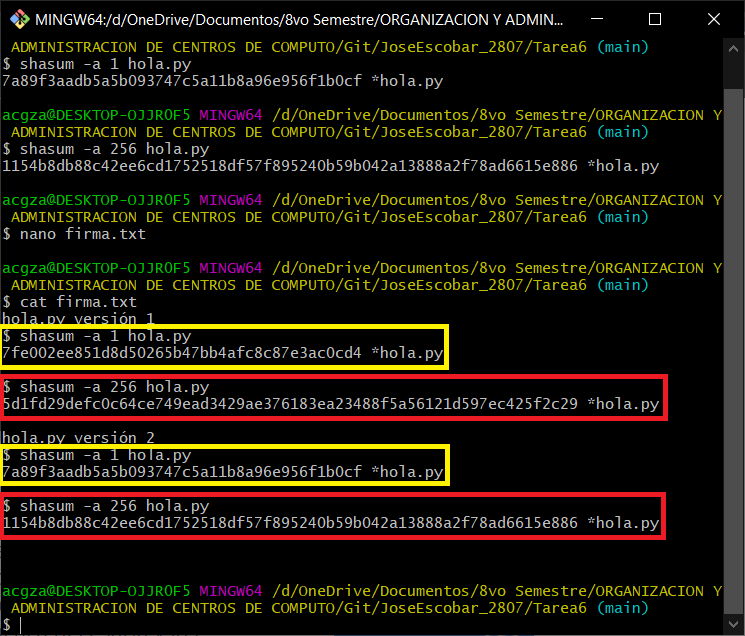 MINGW64:/d/OneDrive/Documentos/8vo Semestre/ORGANIZACION Y ADMIN...
ADMINISTRACION DE CENTROS DE COMPUTO/Git/JoseEscobar_2807/Tarea6 (main)
$ shasum -a 1 hola.py
7a89f3aadb5a5b093747c5a11b8a96e956f1b0cf *hola.py
acgza@DESKTOP-OJJR0F5 MINGW64 /d/OneDrive/Documentos/8vo Semestre/ORGANIZACION Y
ADMINISTRACION DE CENTROS DE COMPUTO/Git/JoseEscobar_2807/Tarea6 (main)
$ shasum -a 256 hola.py
1154b8db88c42ee6cd1752518df57f895240b59b042a13888a2f78ad6615e886 *hola.py
acgza@DESKTOP-OJJR0F5 MINGW64 /d/OneDrive/Documentos/8vo Semestre/ORGANIZACION Y
ADMINISTRACION DE CENTROS DE COMPUTO/Git/JoseEscobar_2807/Tarea6 (main)
$ nano firma.txt
acgza@DESKTOP-OJJR0F5 MINGW64 /d/OneDrive/Documentos/8vo Semestre/ORGANIZACION Y
ADMINISTRACION DE CENTROS DE COMPUTO/Git/JoseEscobar_2807/Tarea6 (main)
$ cat firma.txt
hola.py versión 1
$ shasum -a 1 hola.py
7fe002ee851d8d50265b47bb4afc8c87e3ac0cd4 *hola.py
$ shasum -a 256 hola.py
5d1fd29defc0c64ce749ead3429ae376183ea23488f5a56121d597ec425f2c29 *hola.py
hola.py versión 2
$ shasum -a 1 hola.py
7a89f3aadb5a5b093747c5a11b8a96e956f1b0cf *hola.py
$ shasum -a 256 hola.py
1154b8db88c42ee6cd1752518df57f895240b59b042a13888a2f78ad6615e886 *hola.py
acgza@DESKTOP-OJJR0F5 MINGW64 /d/OneDrive/Documentos/8vo Semestre/ORGANIZACION Y
ADMINISTRACION DE CENTROS DE COMPUTO/Git/JoseEscobar_2807/Tarea6 (main)
$